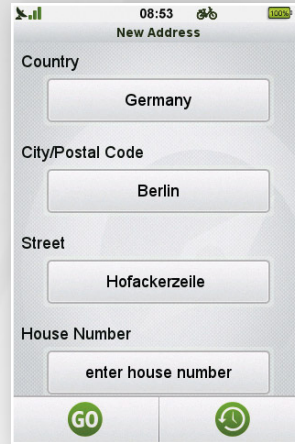 08:53
100%
New Address
Country
Germany
City/Postal Code
Berlin
Street
Hofackerzeile
House Number
enter house number
GO